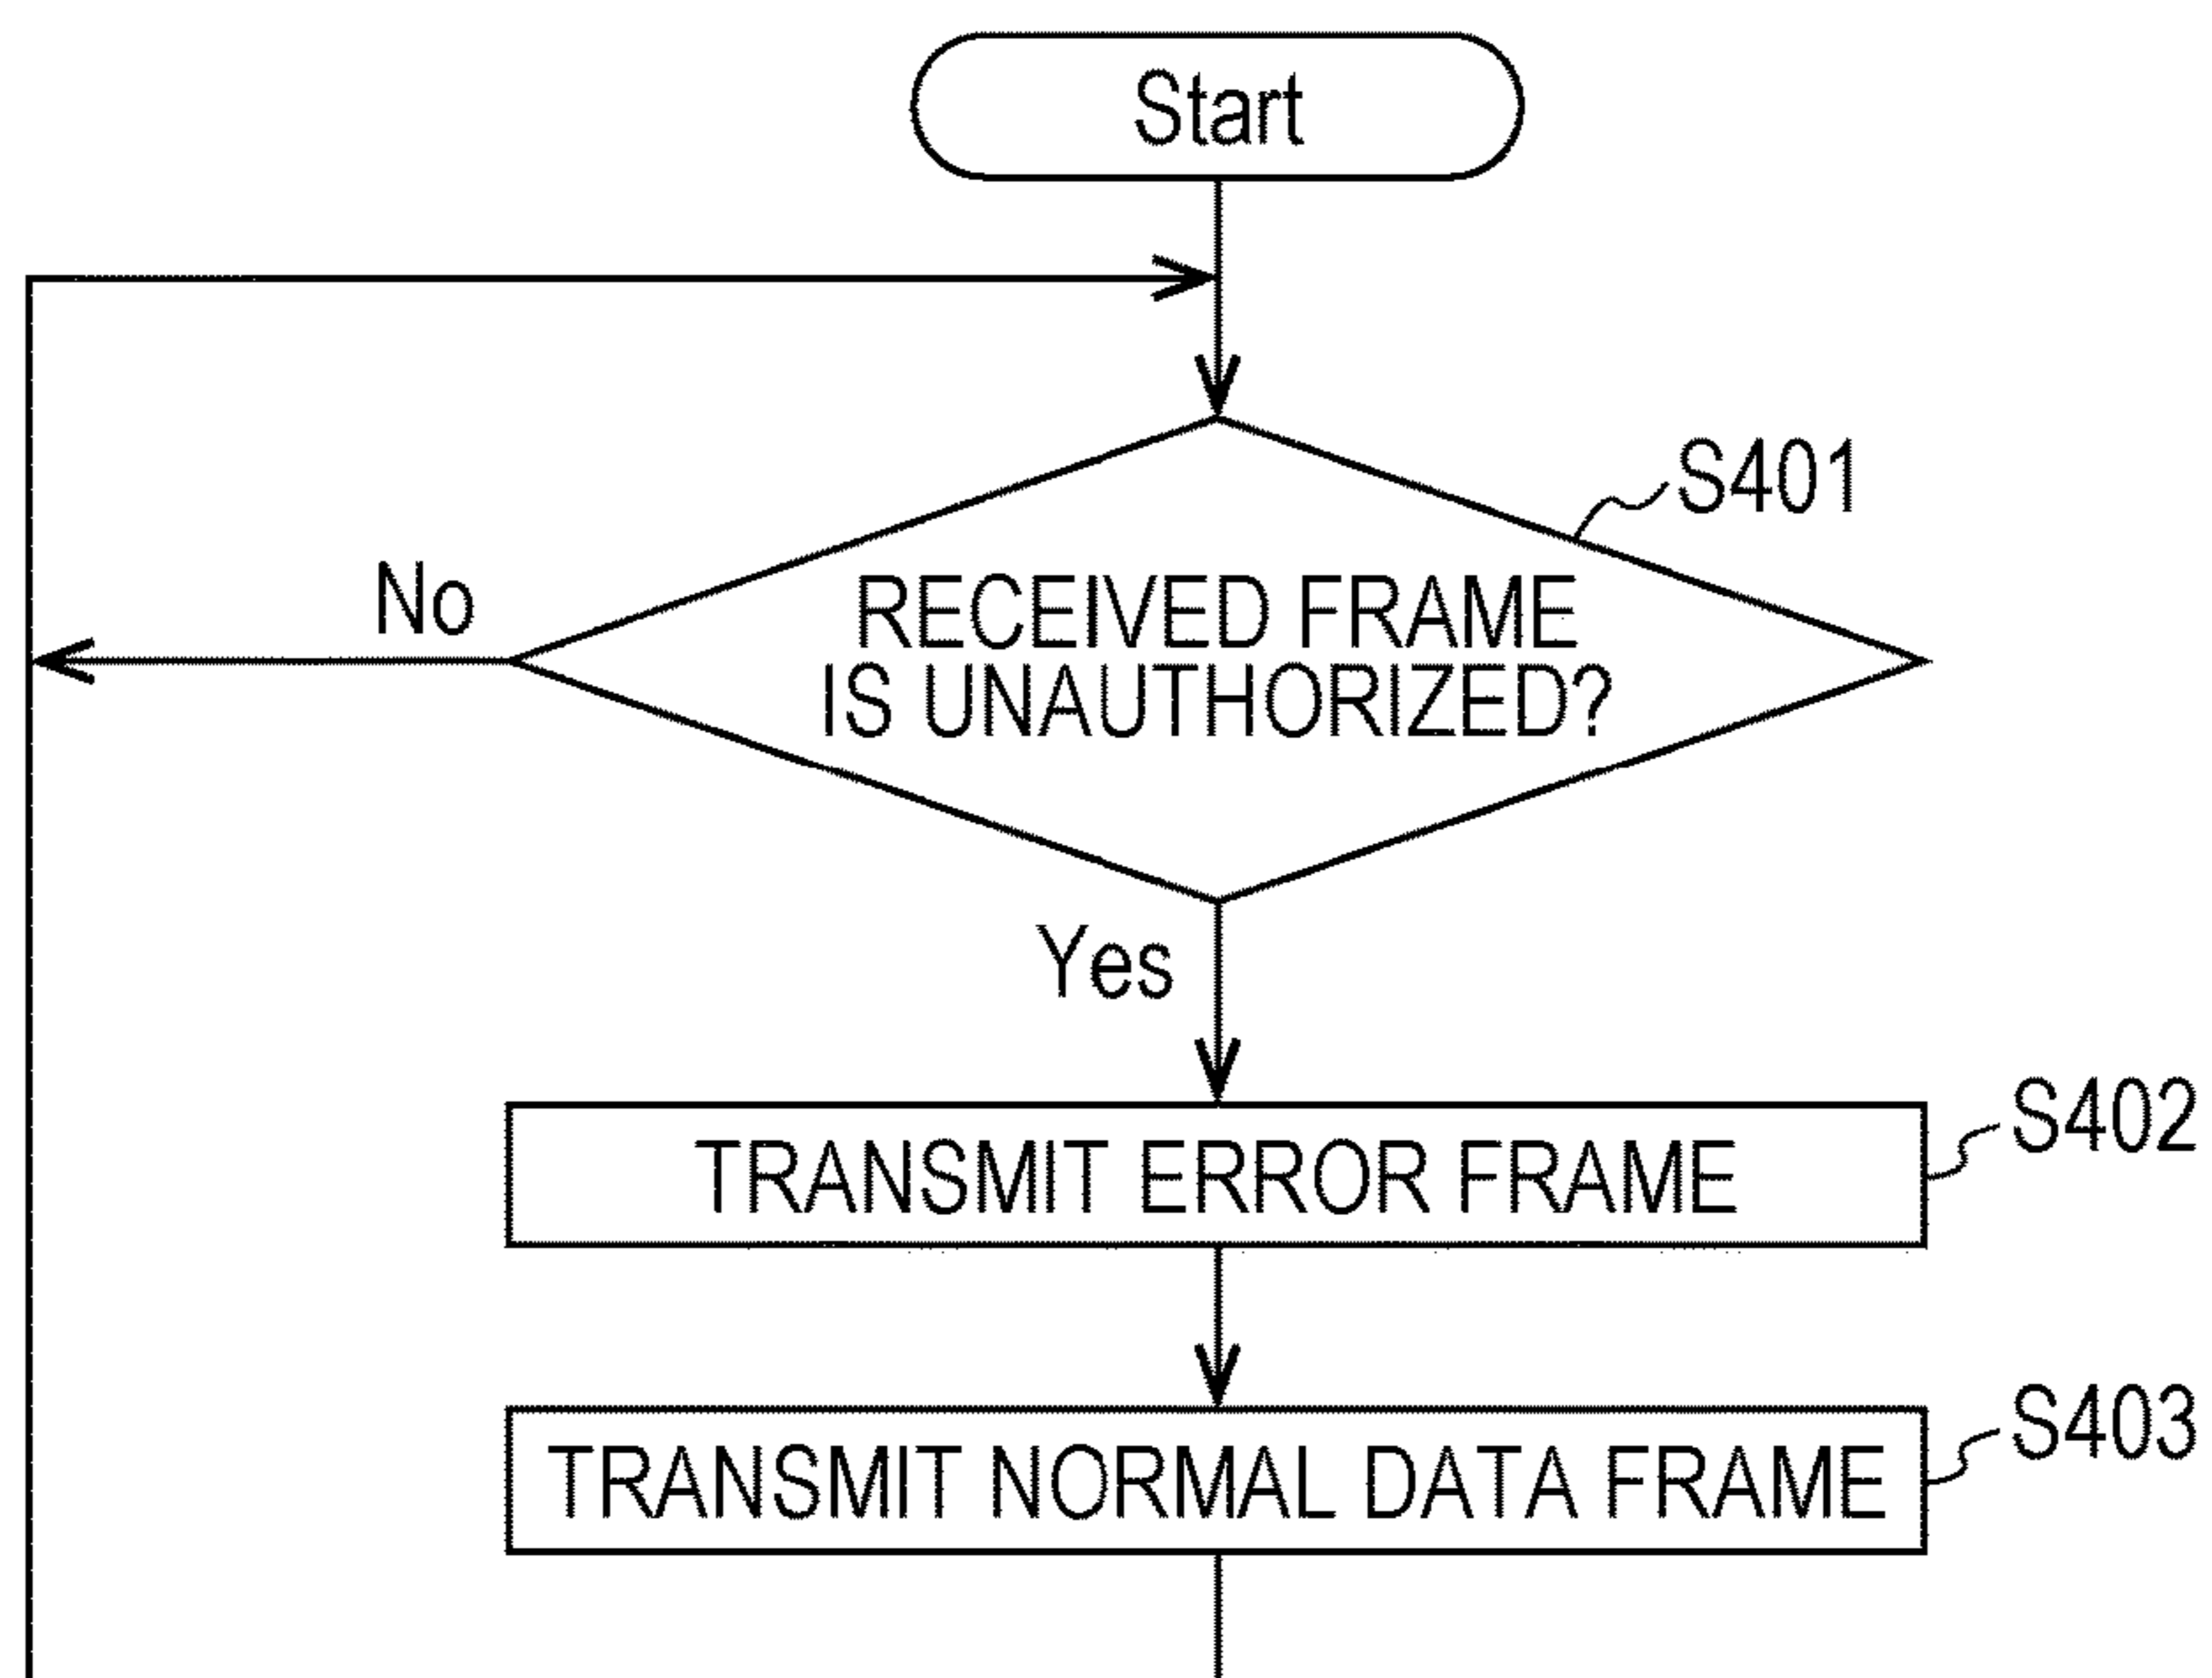 Start
S401
No
RECEIVED FRAME
IS UNAUTHORIZED?
Yes
S402
TRANSMIT ERROR FRAME
S403
TRANSMIT NORMAL DATA FRAME